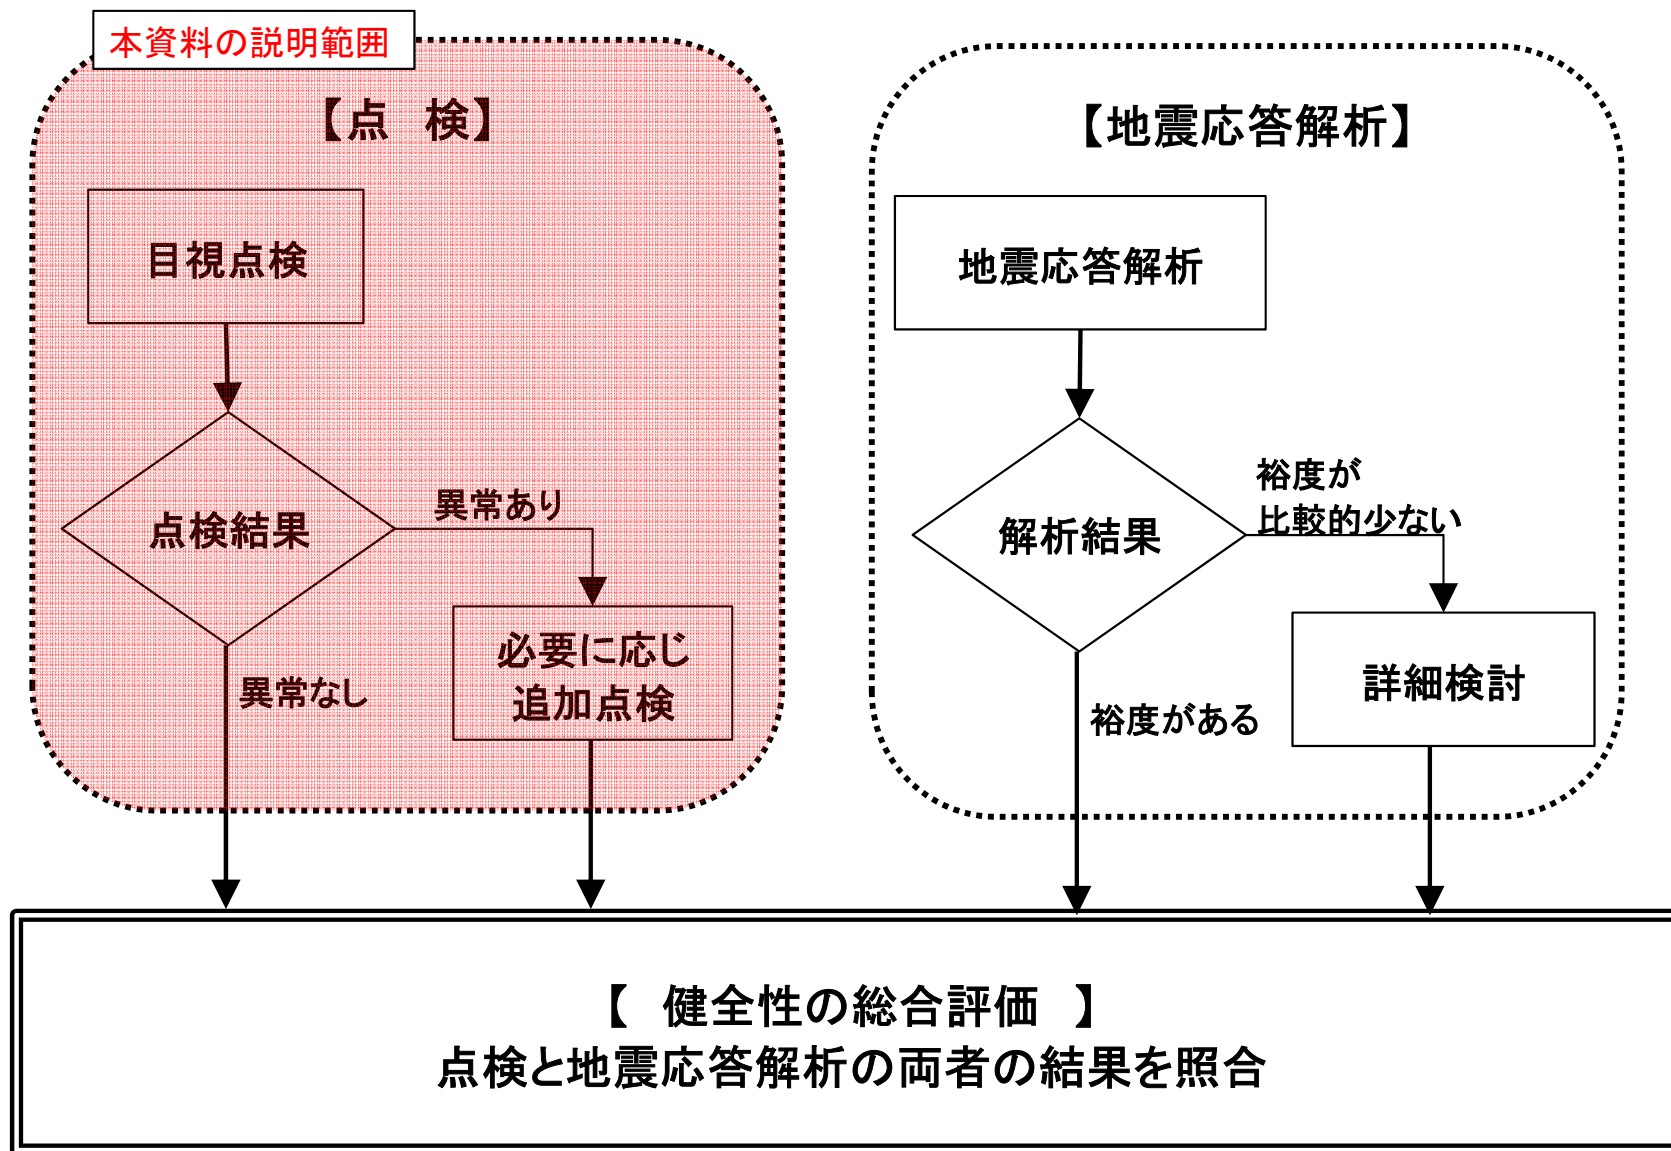 本資料の説明範囲
【点　検】
目視点検
点検結果
異常あり
必要に応じ
追加点検
異常なし
【地震応答解析】
地震応答解析
解析結果
裕度が
比較的少ない
詳細検討
裕度がある
【　健全性の総合評価　】
点検と地震応答解析の両者の結果を照合